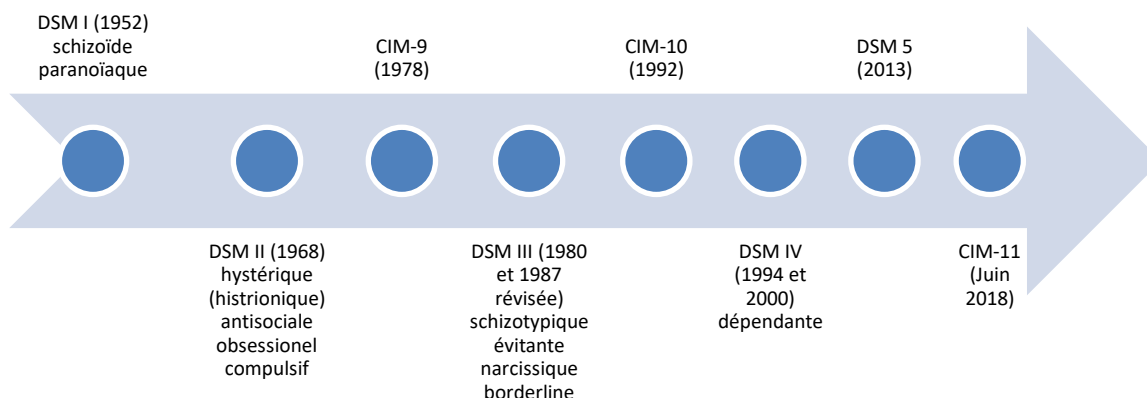 DSM I (1952)
schizoïde
paranoïaque
DSM II (1968)
hystérique
(histrionique)
antisociale
obsessionel
compulsif
CIM-9
(1978)
DSM III (1980
et 1987
révisée)
schizotypique
évitante
narcissique
borderline
CIM-10
(1992)
DSM IV
(1994 et
2000)
dépendante
DSM 5
(2013)
CIM-11
(Juin
2018)